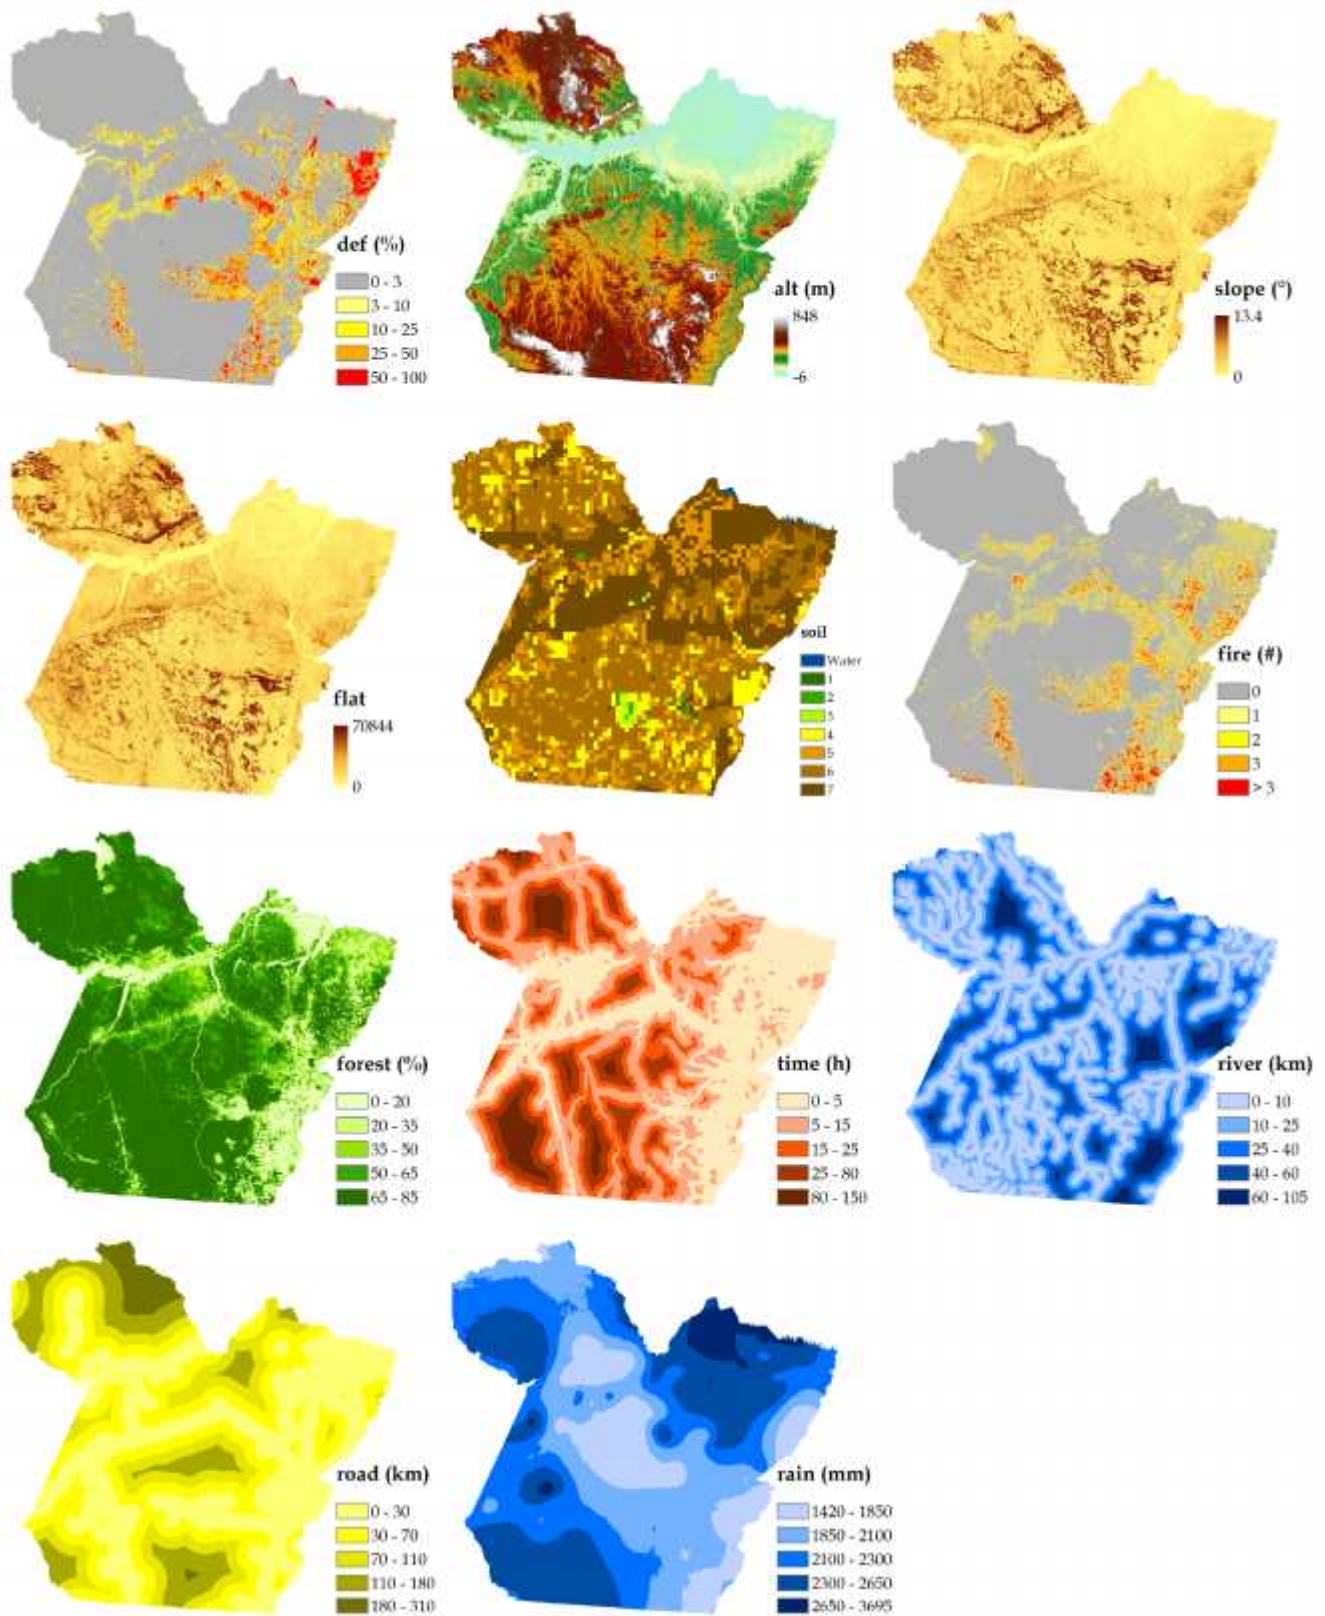 def (%)
0 - 3
3 - 10
10 - 25
25 - 50
50 - 100
alt (m)
848
-6
slope (°)
13.4
0
flat
70844
0
soil
Water
1
2
3
4
5
6
7
fire (#)
0
1
2
3
> 3
forest (%)
0 - 20
20 - 35
35 - 50
50 - 65
65 - 85
time (h)
0 - 5
5 - 15
15 - 25
25 - 80
80 - 150
river (km)
0 - 10
10 - 25
25 - 40
40 - 60
60 - 105
road (km)
0 - 30
30 - 70
70 - 110
110 - 180
180 - 310
rain (mm)
1420 - 1850
1850 - 2100
2100 - 2300
2300 - 2650
2650 - 3695